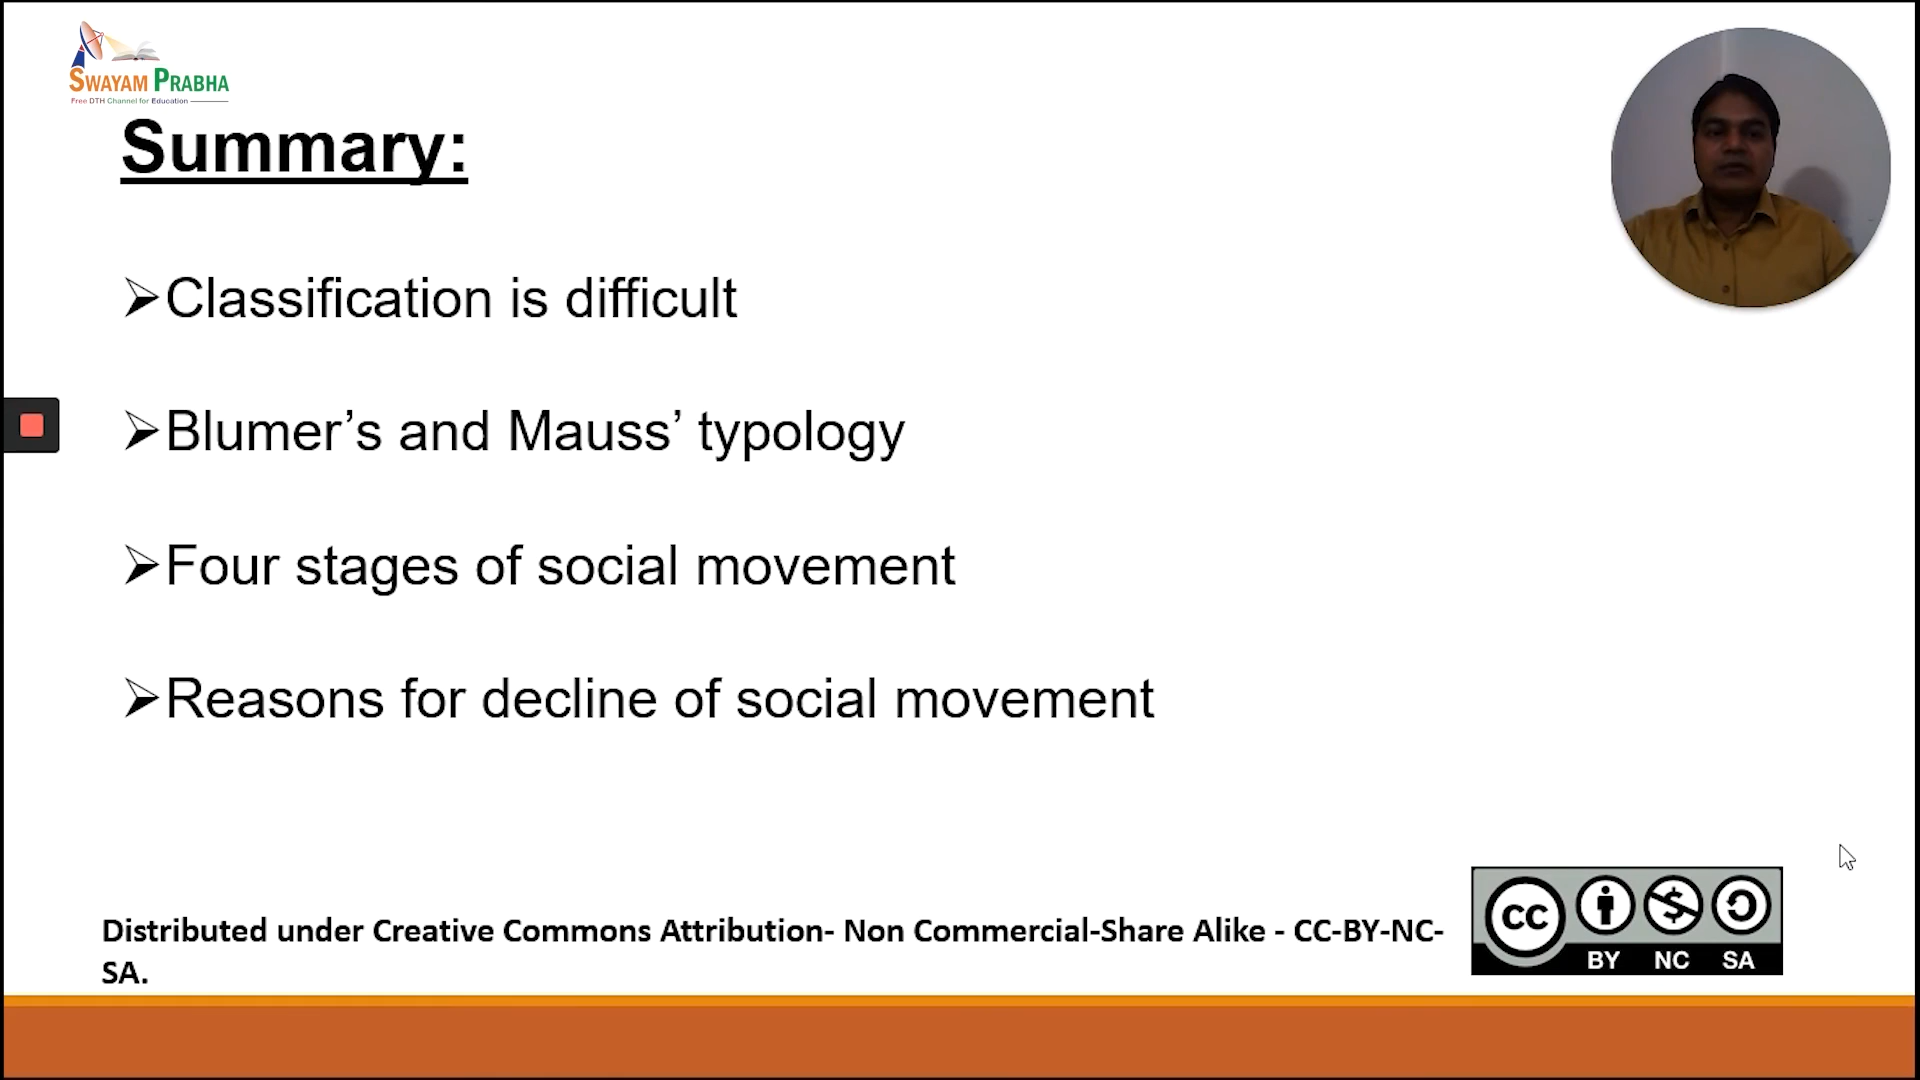 SWAYAM PRABHA
Free DTH Channel for Education
Summary:
➢Classification is difficult
➢Blumer’s and Mauss’ typology
➢Four stages of social movement
➢Reasons for decline of social movement
Distributed under Creative Commons Attribution- Non Commercial-Share Alike - CC-BY-NC-
SA.
CC
BY NC SA